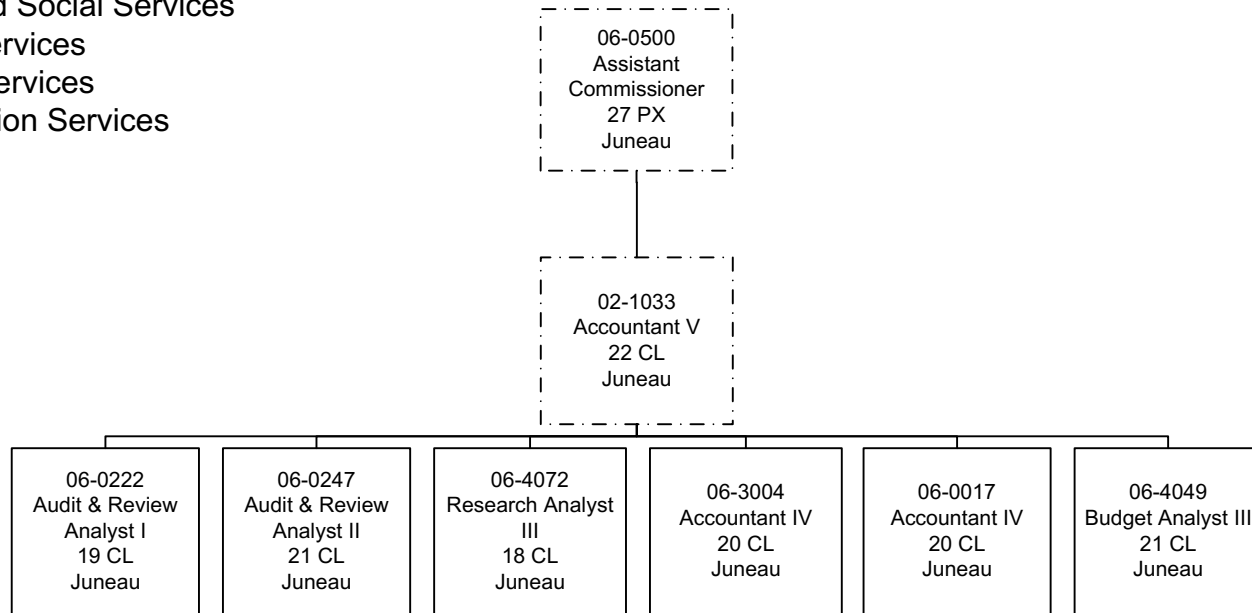 Social Services
Services
06-0500
Assistant
Commissioner
27 PX
Juneau
02-1033
Accountant V
22 CL
Juneau
06-0222
Audit & Review
Analyst I
19 CL
Juneau
06-0247
Audit & Review
Analyst II
21 CL
Juneau
06-4072
Research Analyst
III
18 CL
Juneau
06-3004
Accountant IV
20 CL
Juneau
06-0017
Accountant IV
20 CL
Juneau
06-4049
Budget Analyst III
21 CL
Juneau